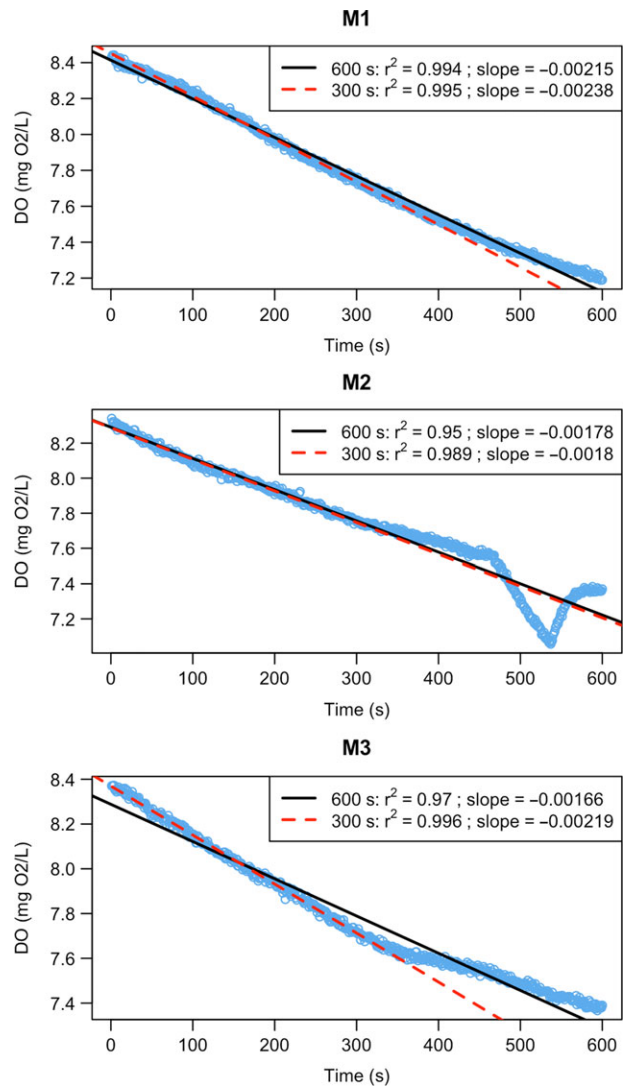 M1
8.4
8.2
8.0
7.8
7.6
7.4
7.2
DO (mg O2/L)
600 s: r² = 0.994 ; slope = −0.00215
300 s: r² = 0.995 ; slope = −0.00238
0 100 200 300 400 500 600
Time (s)
M2
8.2
8.0
7.8
7.6
7.4
7.2
DO (mg O2/L)
600 s: r² = 0.95 ; slope = −0.00178
300 s: r² = 0.989 ; slope = −0.0018
0 100 200 300 400 500 600
Time (s)
M3
8.4
8.2
8.0
7.8
7.6
7.4
DO (mg O2/L)
600 s: r² = 0.97 ; slope = −0.00166
300 s: r² = 0.996 ; slope = −0.00219
0 100 200 300 400 500 600
Time (s)